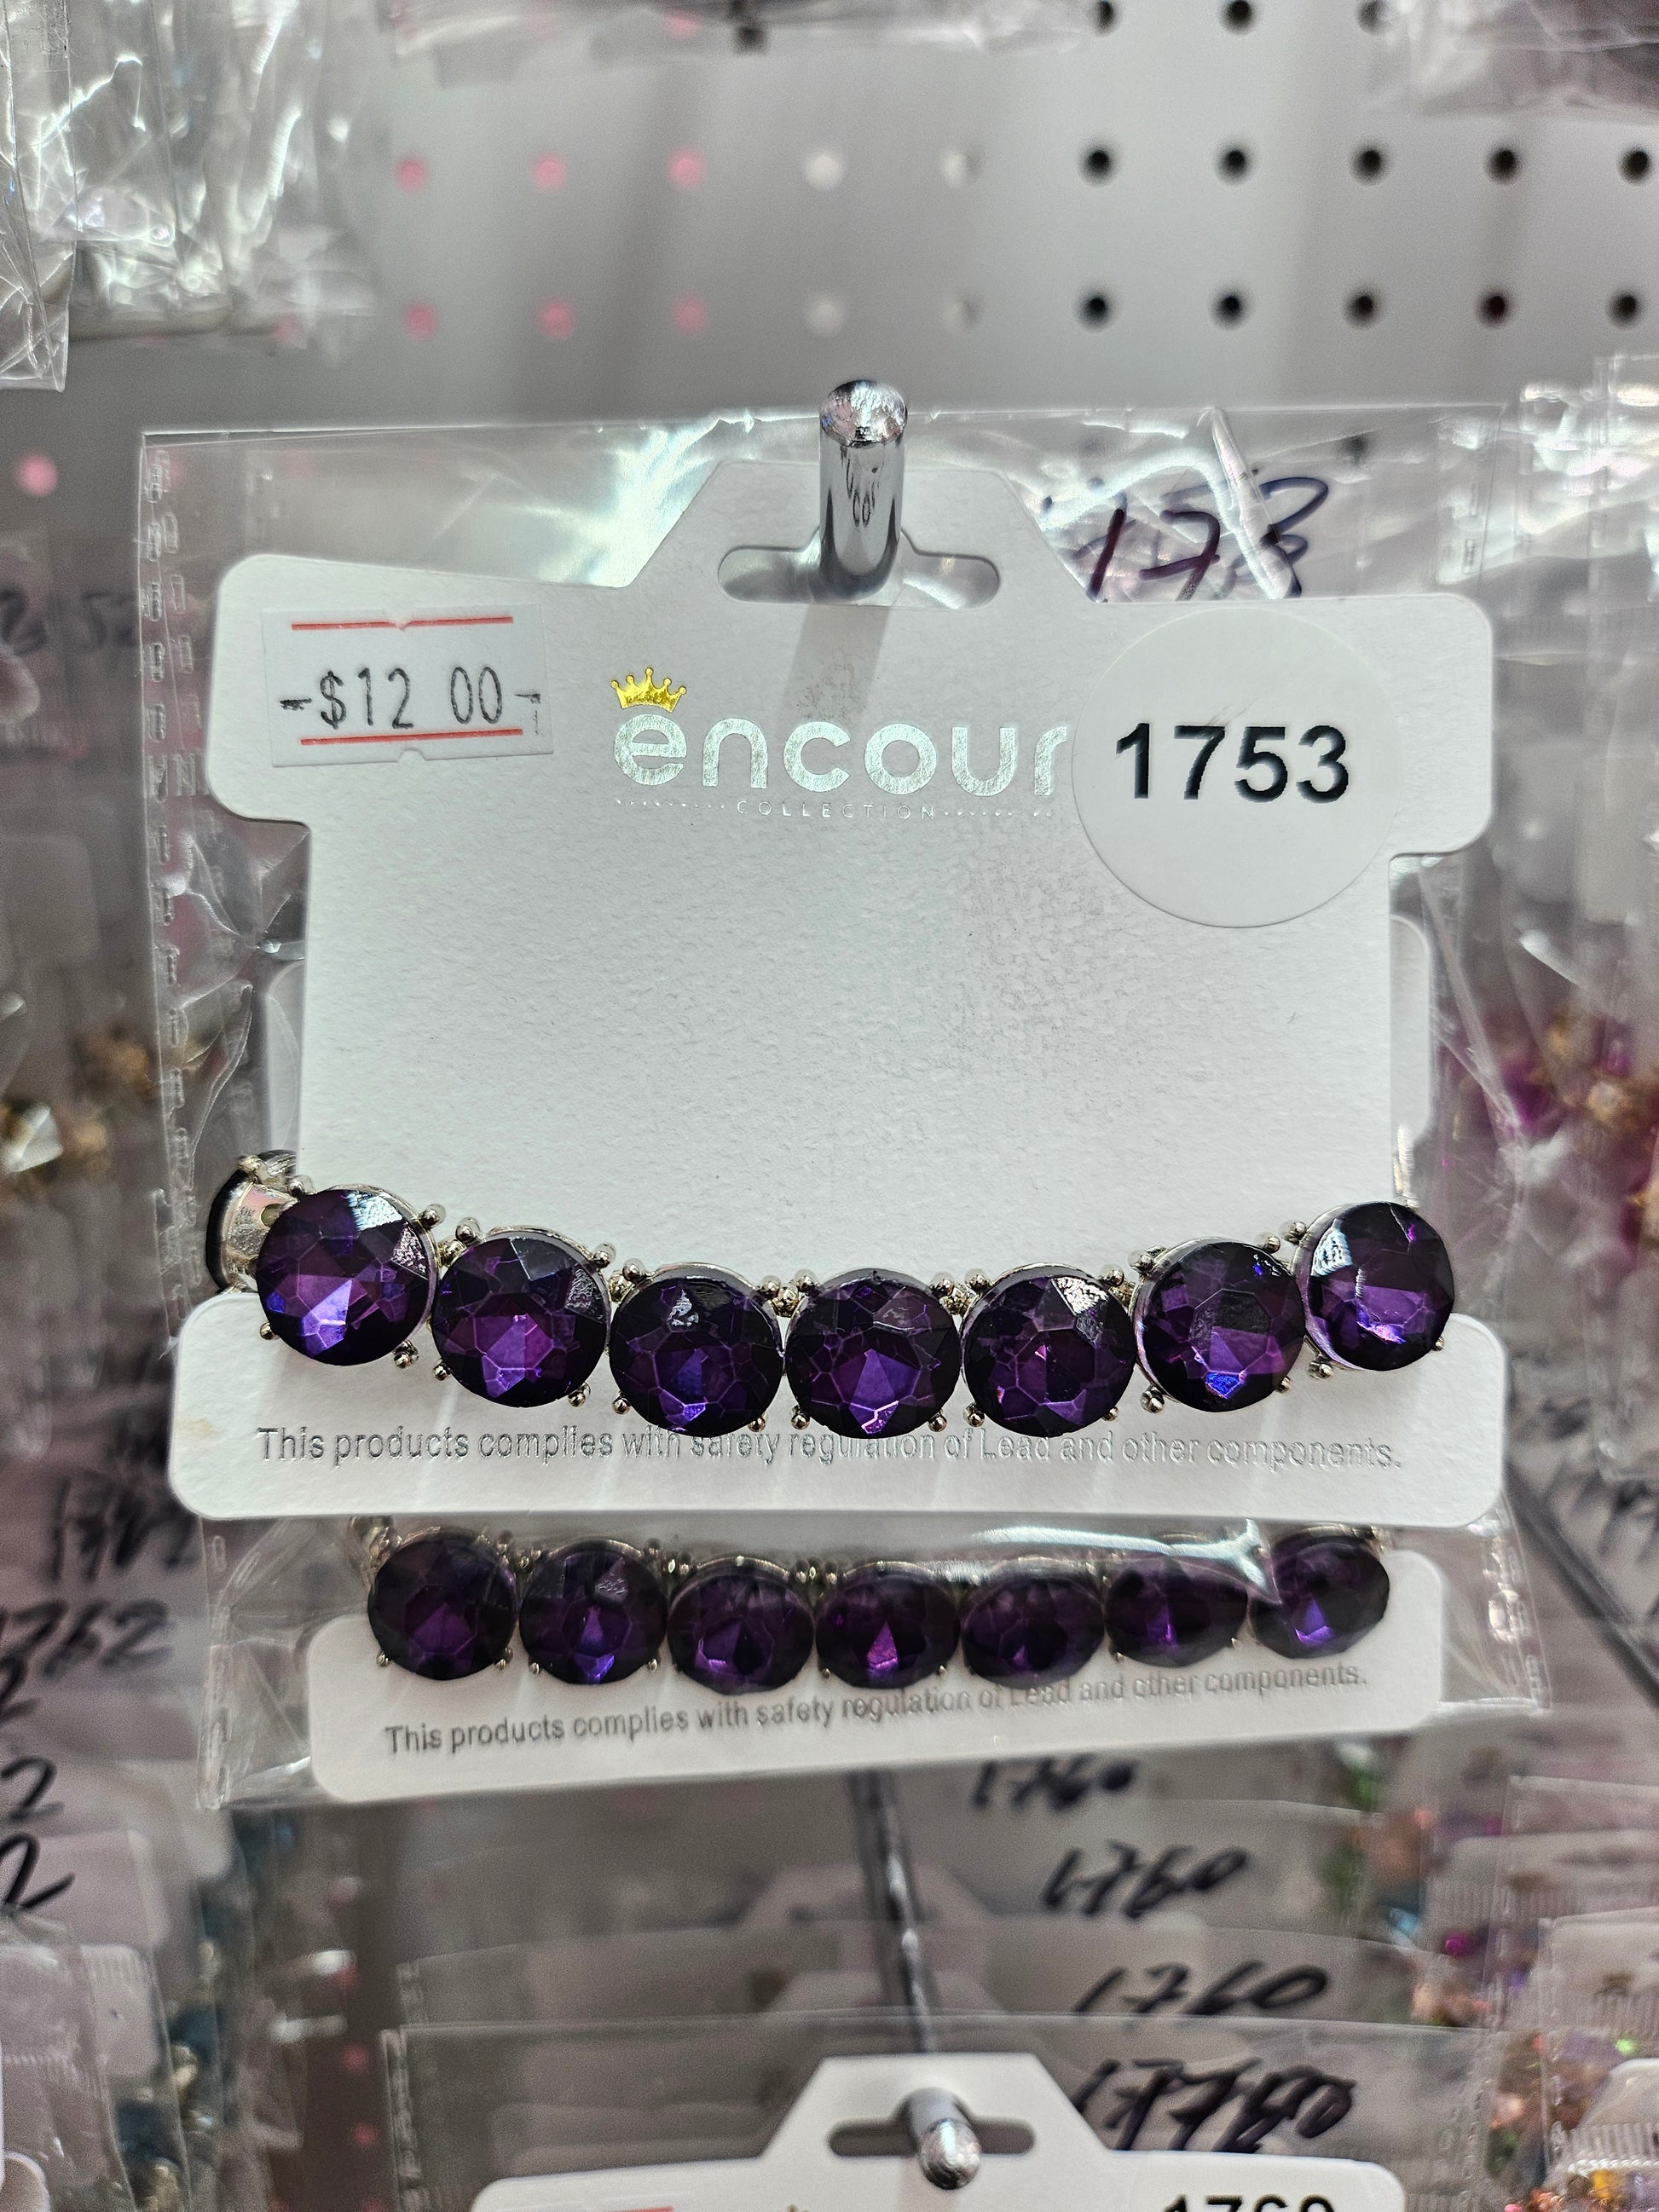 -$12 00-
encour
COLLECTION
1753
This products complies with safety regulation of Lead and other components.
This products complies with safety regulation of Lead and other components.
1762
1760
1760
1760